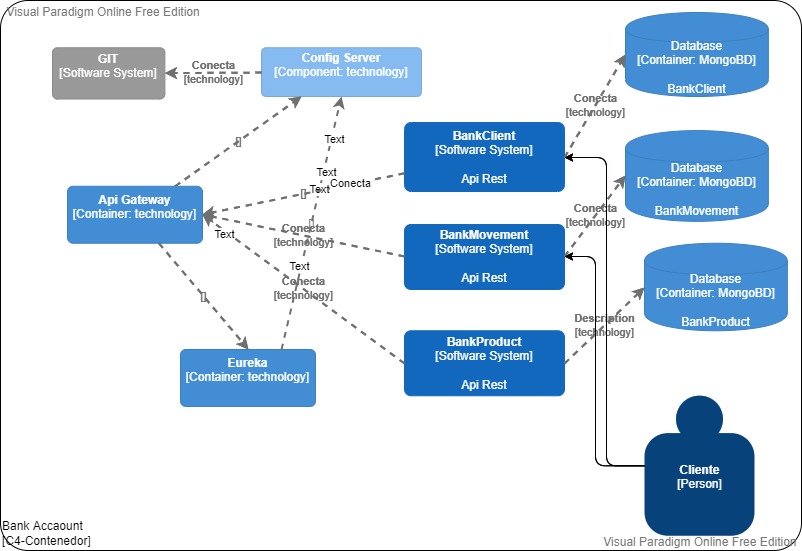 Visual Paradigm Online Free Edition
GIT
[Software System]
Conecta
[technology]
Config Server
[Component: technology]
Database
[Container: MongoBD]
BankClient
Conecta
[technology]
[]
Text
BankClient
[Software System]
Api Rest
Text
Conecta
[]
Text
Api Gateway
[Container: technology]
Database
[Container: MongoBD]
BankMovement
Conecta
[technology]
[]
Conecta
[technology]
Text
BankMovement
[Software System]
Api Rest
Text
Conecta
[technology]
[]
Database
[Container: MongoBD]
BankProduct
Description
[technology]
BankProduct
[Software System]
Api Rest
Eureka
[Container: technology]
Cliente
[Person]
Bank Accaount
[C4-Contenedor]
Visual Paradigm Online Free Edition